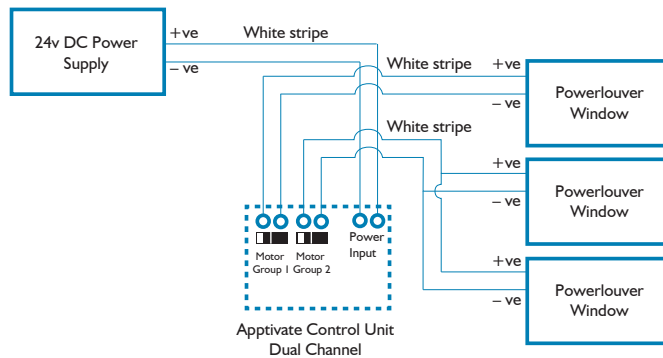 24v DC Power
Supply
+ve
White stripe
– ve
White stripe
+ve
– ve
Powerlouver
Window
White stripe
+ve
– ve
Powerlouver
Window
+ve
– ve
Powerlouver
Window
Motor
Group 1
Motor
Group 2
Power
Input
Apptivate Control Unit
Dual Channel